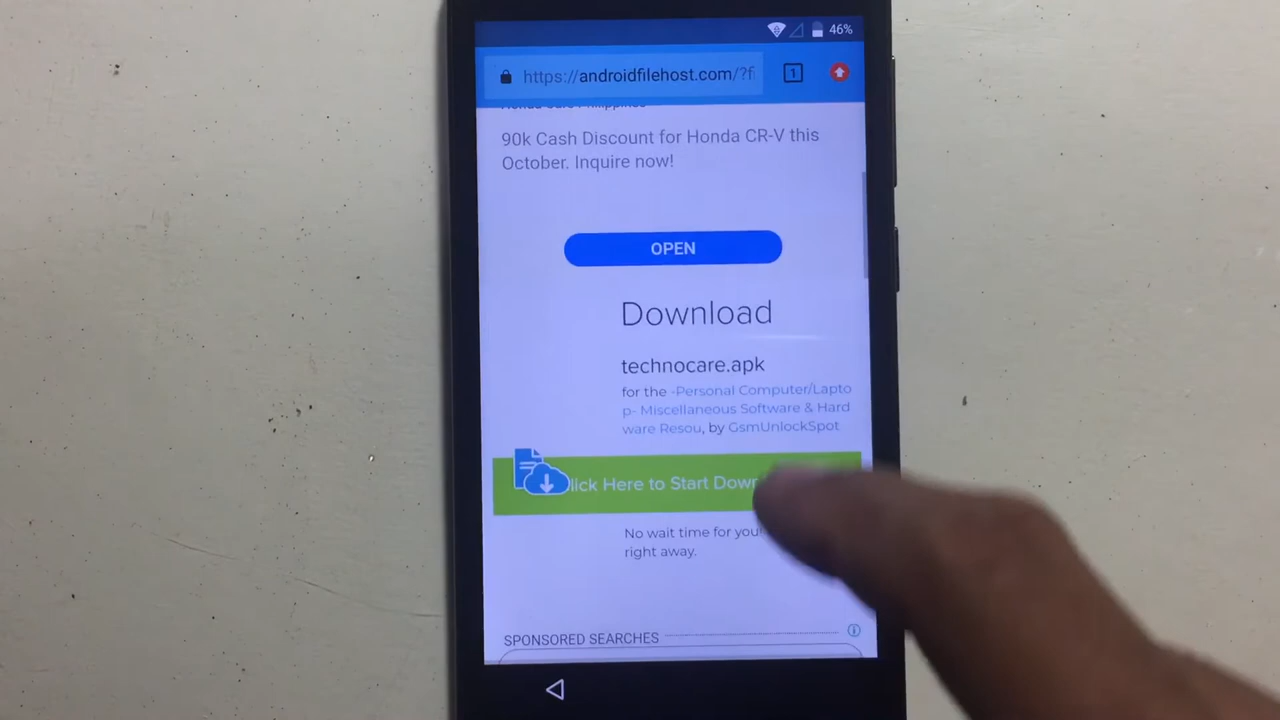 46%
https://androidfilehost.com/?f
1
90k Cash Discount for Honda CR-V this
October. Inquire now!
OPEN
Download
technocare.apk
for the -Personal Computer/Lapto
p- Miscellaneous Software & Hard
ware Resou, by GsmUnlockSpot
lick Here to Start Down
No wait time for you
right away.
SPONSORED SEARCHES